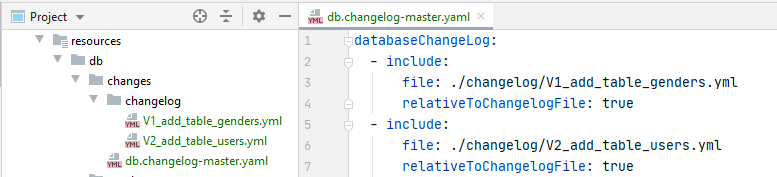 Project
db.changelog-master.yaml
resources
db
changes
changelog
V1_add_table_genders.yml
V2_add_table_users.yml
db.changelog-master.yaml
1 databaseChangeLog:
2 - include:
3 file: ./changelog/V1_add_table_genders.yml
4 relativeToChangelogFile: true
5 - include:
6 file: ./changelog/V2_add_table_users.yml
7 relativeToChangelogFile: true